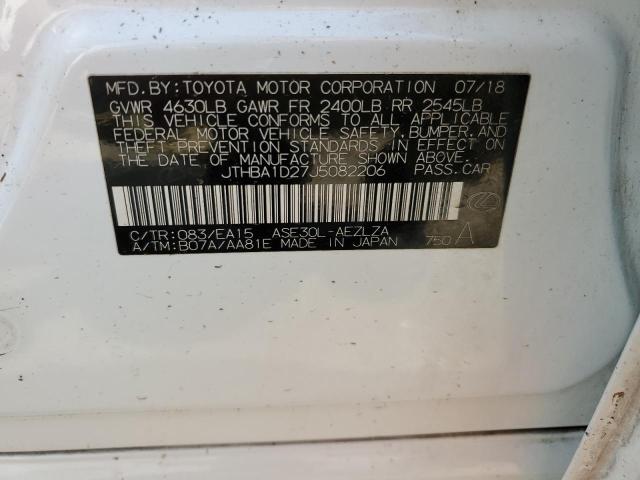 MFD.BY:TOYOTA MOTOR CORPORATION 07/18
GVWR 4630LB GAWR FR 2400LB RR 2545LB
THIS VEHICLE CONFORMS TO ALL APPLICABLE
FEDERAL MOTOR VEHICLE SAFETY, BUMPER, AND
THEFT PREVENTION STANDARDS IN EFFECT ON
THE DATE OF MANUFACTURE SHOWN ABOVE.
JTHBA1D27J5082206 PASS.CAR
C/TR:083/EA15 ASE30L-AEZLZA
A/TM:B07A/AA81E MADE IN JAPAN 750 A